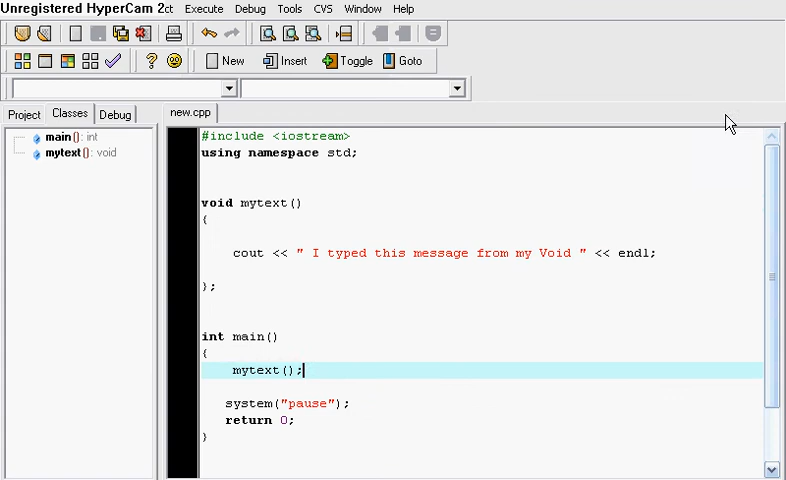 Unregistered HyperCam 2ct Execute Debug Tools CVS Window Help
New Insert Toggle Goto
Project Classes Debug new.cpp
main() : int
mytext() : void
#include <iostream>
using namespace std;
void mytext()
{
cout << " I typed this message from my Void " << endl;
};
int main()
{
mytext();
system("pause");
return 0;
}